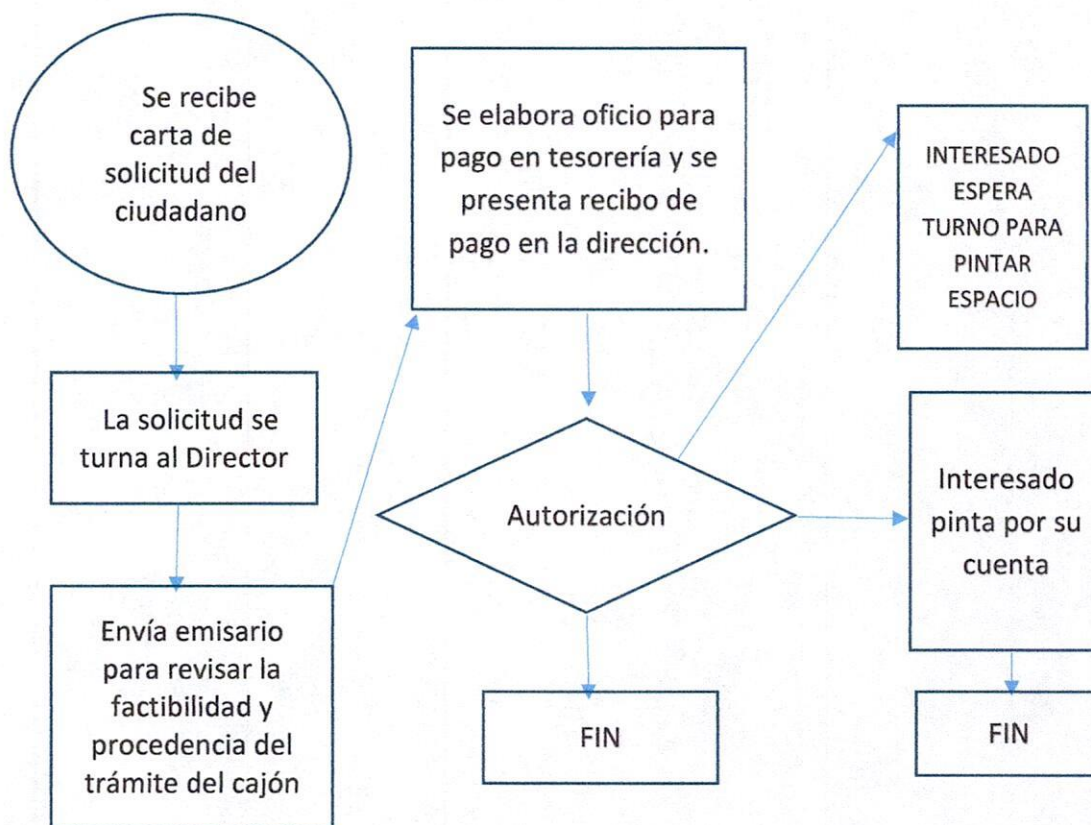 Se recibe
carta de
solicitud del
ciudadano
La solicitud se
turna al Director
Envía emisario
para revisar la
factibilidad y
procedencia del
trámite del cajón
Se elabora oficio para
pago en tesorería y se
presenta recibo de
pago en la dirección.
Autorización
FIN
INTERESADO
ESPERA
TURNO PARA
PINTAR
ESPACIO
Interesado
pinta por su
cuenta
FIN